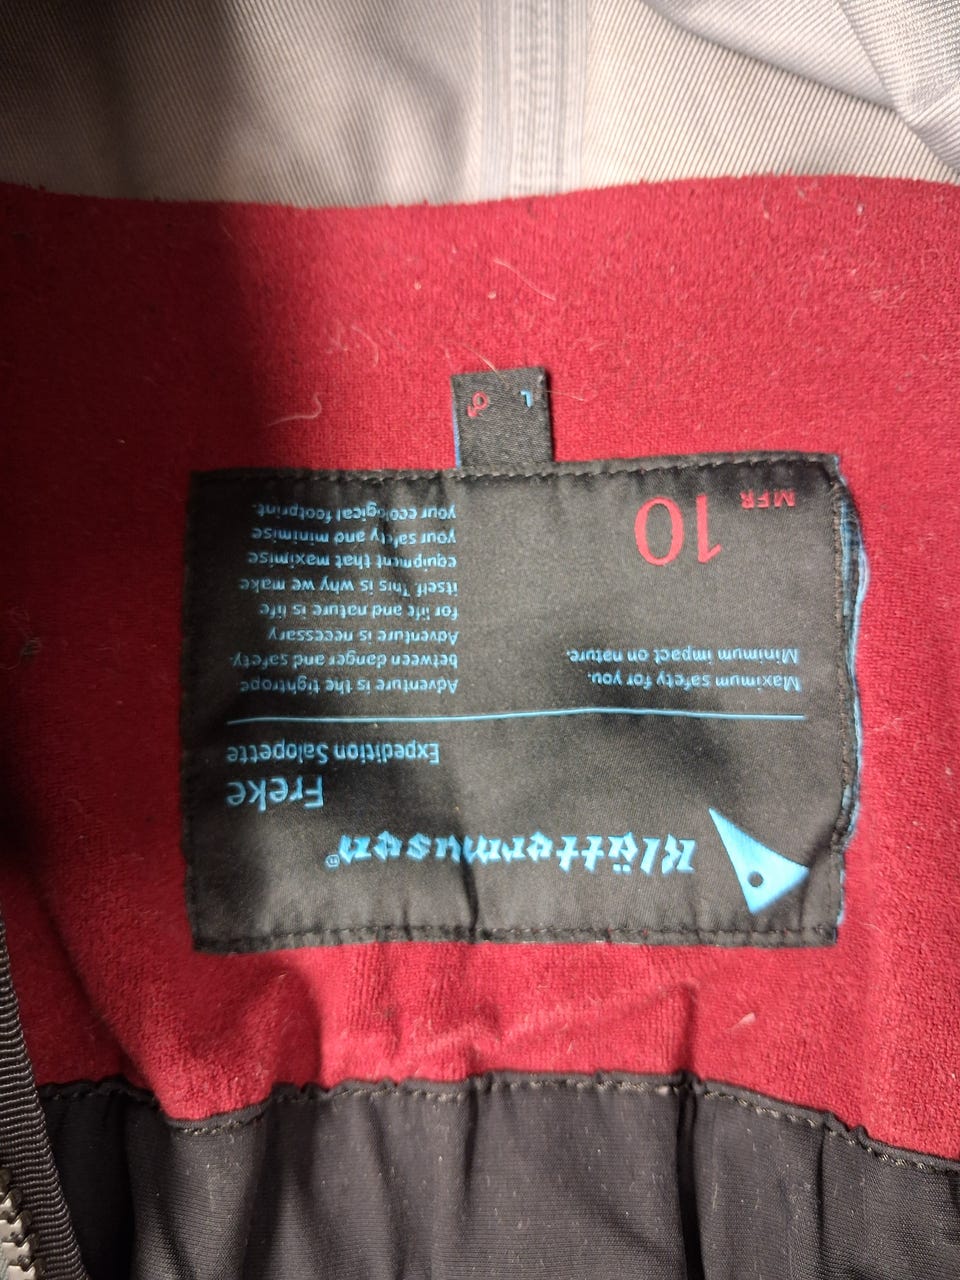 Klättermusen®
Freke
Expedition Salopette
Maximum safety for you.
Minimum impact on nature.
MFR
10
Adventure is the tightrope
between danger and safety.
Adventure is necessary
for life and nature is life
itself This is why we make
equipment that maximise
your safety and minimise
your ecological footprint.
L
♂